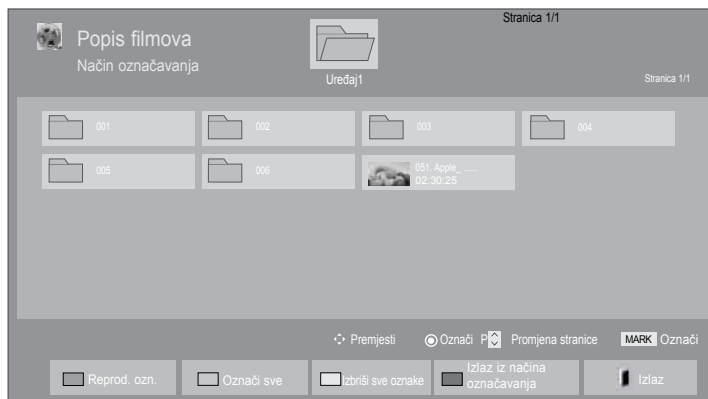 Stranica 1/1
Popis filmova
Način označavanja
Uređaj1
Stranica 1/1
001
002
003
004
005
006
051. Apple_ ......
02:30:25
Premjesti
Označi
P
Promjena stranice
MARK Označi
Reprod. ozn.
Označi sve
Izbriši sve oznake
Izlaz iz načina
označavanja
Izlaz